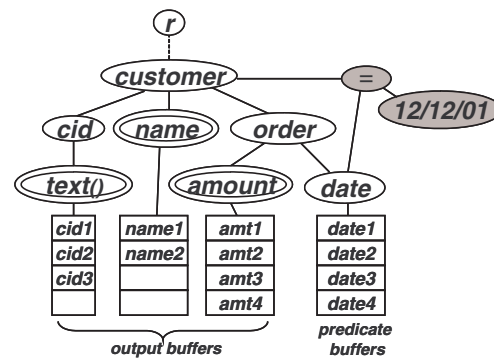 r
customer
=
12/12/01
cid
name
order
text()
amount
date
cid1
name1
amt1
date1
cid2
name2
amt2
date2
cid3
amt3
date3
amt4
date4
output buffers
predicate
buffers